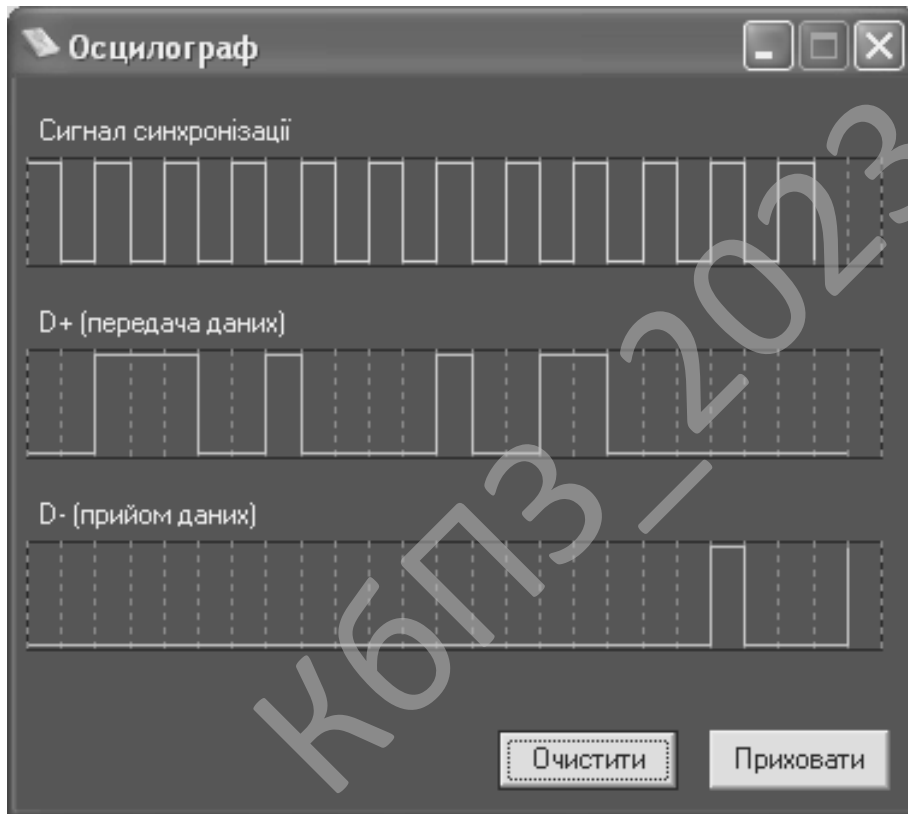 Осцилограф
Сигнал синхронізації
D+ (передача даних)
D- (прийом даних)
Очистити
Приховати
КбПЗ_2023